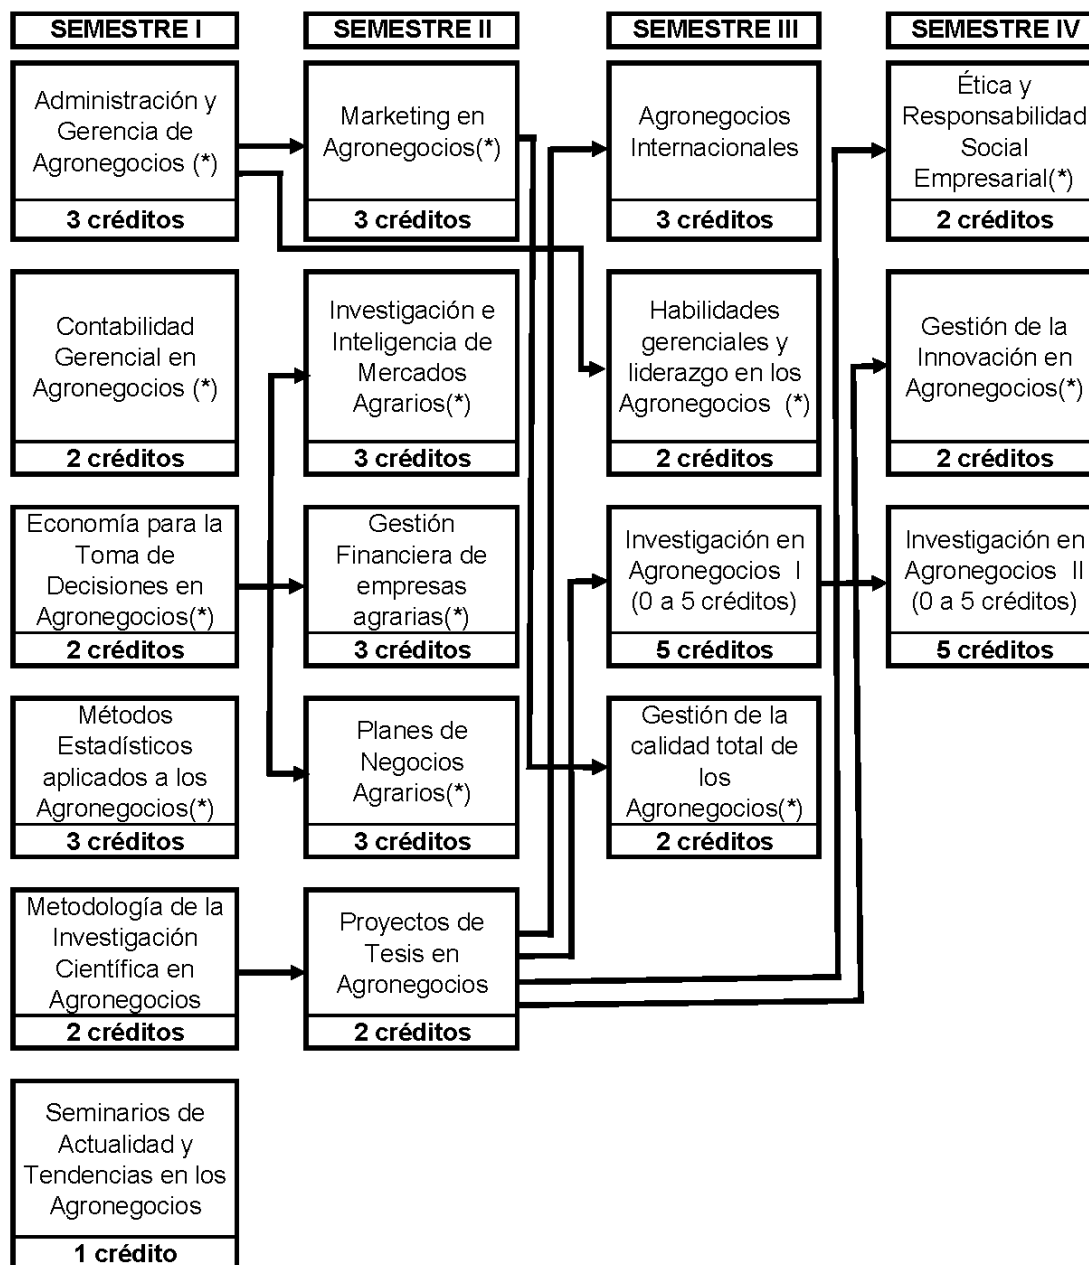 SEMESTRE I
Administración y
Gerencia de
Agronegocios (*)
3 créditos
Contabilidad
Gerencial en
Agronegocios (*)
2 créditos
Economía para la
Toma de
Decisiones en
Agronegocios(*)
2 créditos
Métodos
Estadísticos
aplicados a los
Agronegocios(*)
3 créditos
Metodología de la
Investigación
Científica en
Agronegocios
2 créditos
Seminarios de
Actualidad y
Tendencias en los
Agronegocios
1 crédito
SEMESTRE II
Marketing en
Agronegocios(*)
3 créditos
Investigación e
Inteligencia de
Mercados
Agrarios(*)
3 créditos
Gestión
Financiera de
empresas
agrarias(*)
3 créditos
Planes de
Negocios
Agrarios(*)
3 créditos
Proyectos de
Tesis en
Agronegocios
2 créditos
SEMESTRE III
Agronegocios
Internacionales
3 créditos
Habilidades
gerenciales y
liderazgo en los
Agronegocios (*)
2 créditos
Investigación en
Agronegocios I
(0 a 5 créditos)
5 créditos
Gestión de la
calidad total de
los
Agronegocios(*)
2 créditos
SEMESTRE IV
Ética y
Responsabilidad
Social
Empresarial(*)
2 créditos
Gestión de la
Innovación en
Agronegocios(*)
2 créditos
Investigación en
Agronegocios II
(0 a 5 créditos)
5 créditos